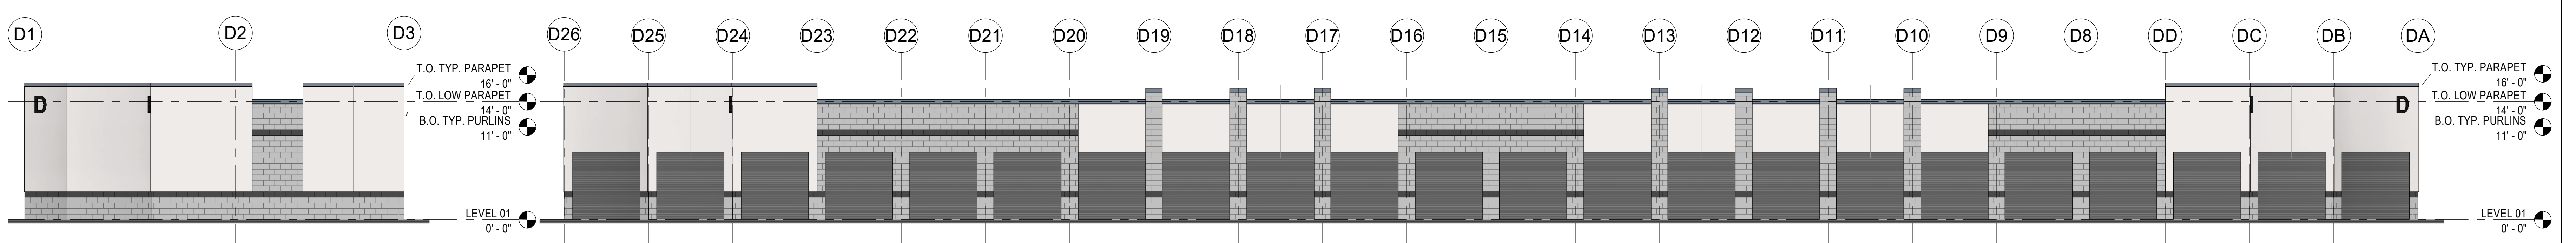 D1 D2 D3 D26 D25 D24 D23 D22 D21 D20 D19 D18 D17 D16 D15 D14 D13 D12 D11 D10 D9 D8 DD DC DB DA
T.O. TYP. PARAPET
16' - 0"
T.O. LOW PARAPET
14' - 0"
B.O. TYP. PURLINS
11' - 0"
LEVEL 01
0' - 0"
D I
I
I D
T.O. TYP. PARAPET
16' - 0"
T.O. LOW PARAPET
14' - 0"
B.O. TYP. PURLINS
11' - 0"
LEVEL 01
0' - 0"